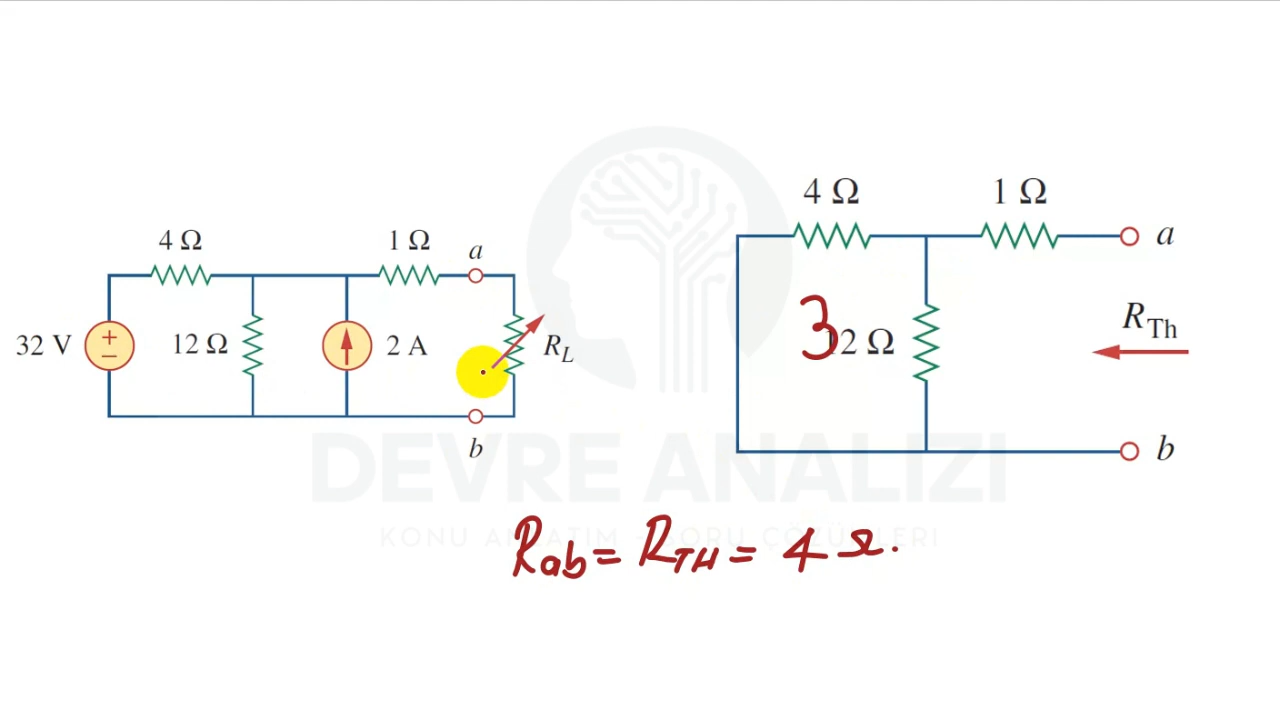 4 Ω
1 Ω
a
32 V
12 Ω
2 A
R_L
b
4 Ω
1 Ω
a
3
12 Ω
R_Th
b
DEVRE ANALIZI
KONU ANLATIM - SORU ÇÖZÜMLERI
Rab = RTH = 4 Ω.